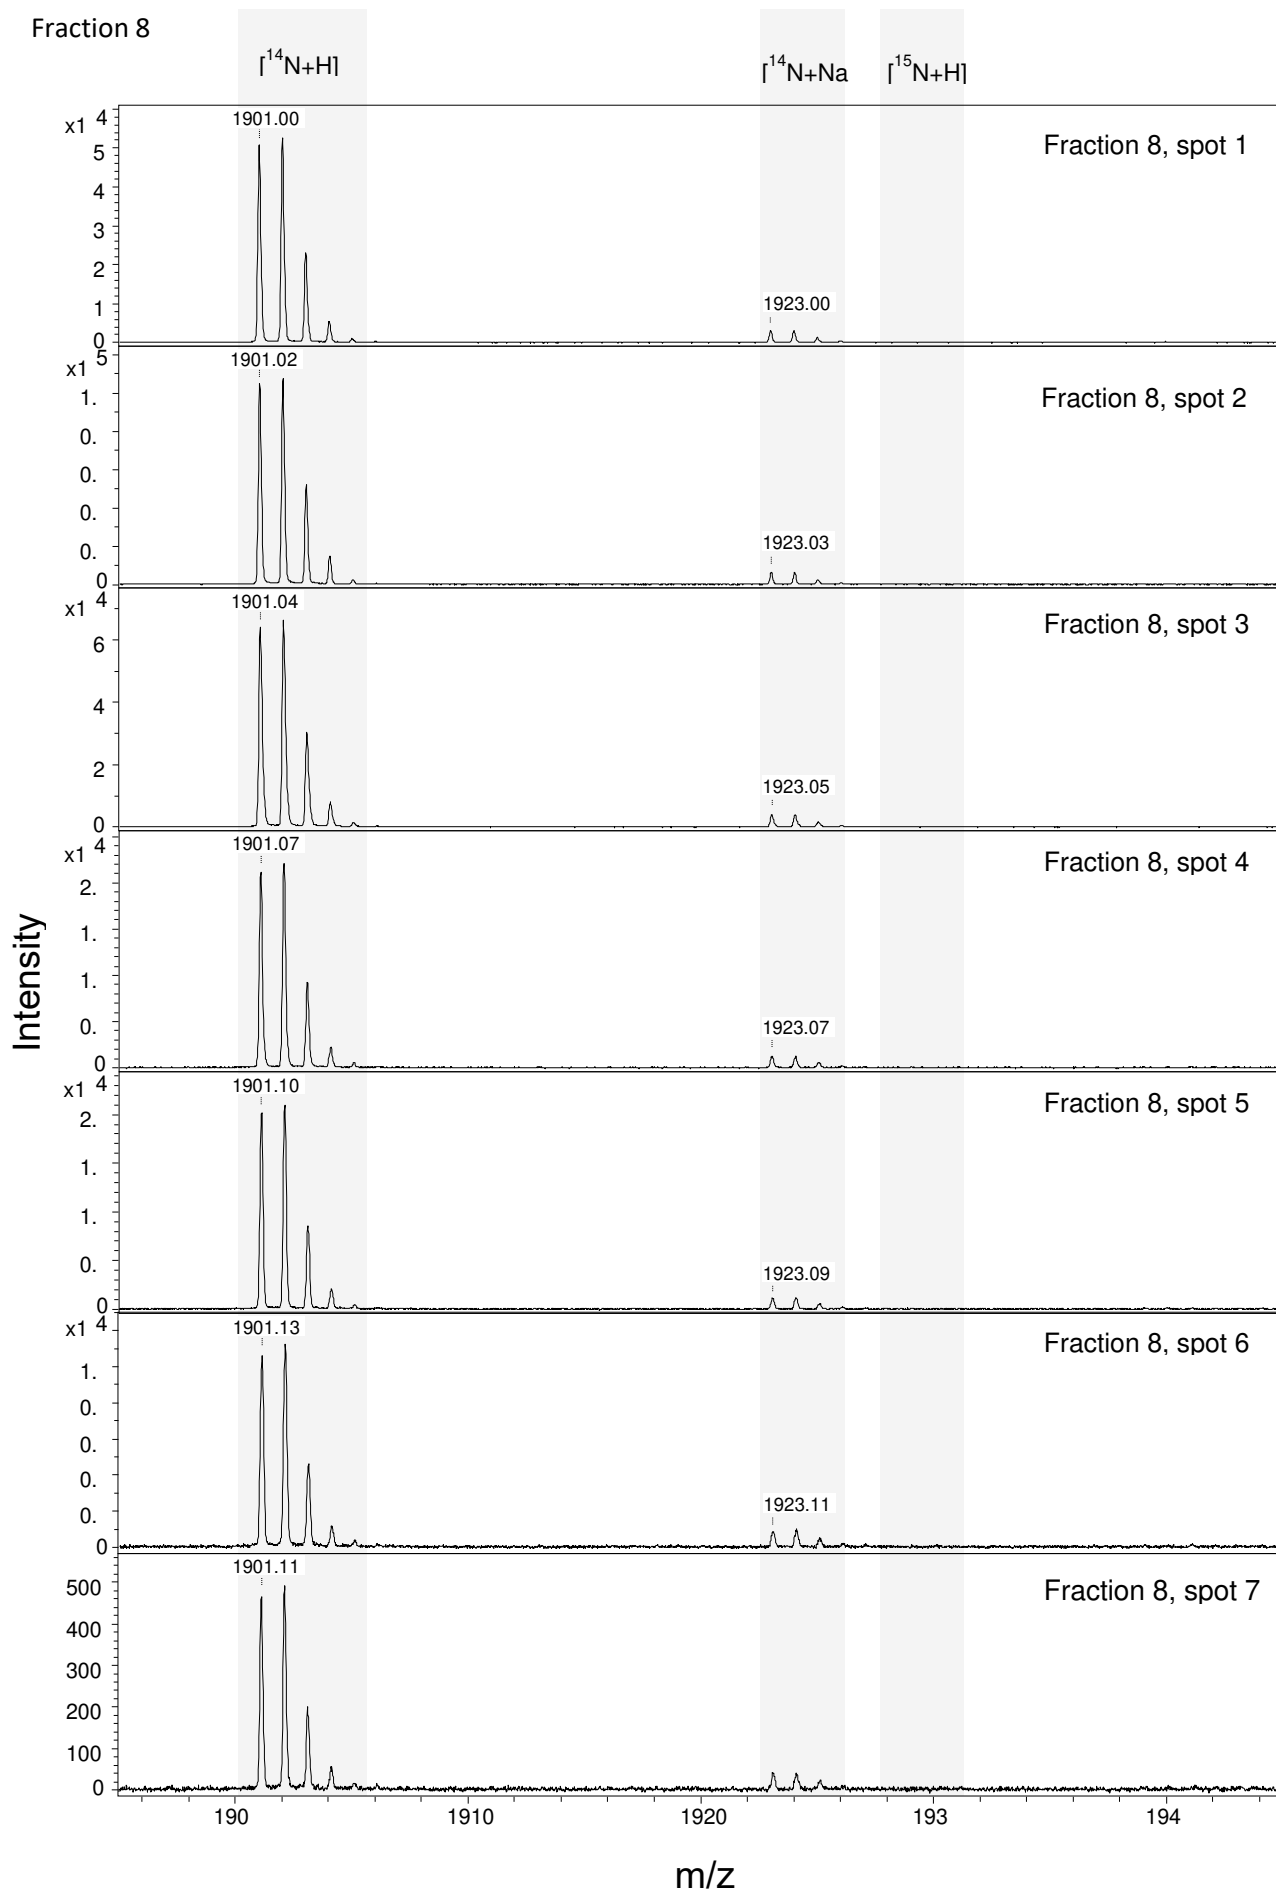 Fraction 8
[14N+H]
[14N+Na
[15N+H]
x1 4
1901.00
Fraction 8, spot 1
5
4
3
2
1
0
1923.00
x1 5
1901.02
Fraction 8, spot 2
1.
0.
0.
0.
0.
0
1923.03
x1 4
1901.04
Fraction 8, spot 3
6
4
2
0
1923.05
x1 4
1901.07
Fraction 8, spot 4
2.
1.
1.
0.
0
1923.07
x1 4
1901.10
Fraction 8, spot 5
2.
1.
1.
0.
0
1923.09
x1 4
1901.13
Fraction 8, spot 6
1.
0.
0.
0.
0.
0
1923.11
1901.11
Fraction 8, spot 7
500
400
300
200
100
0
Intensity
190
1910
1920
193
194
m/z